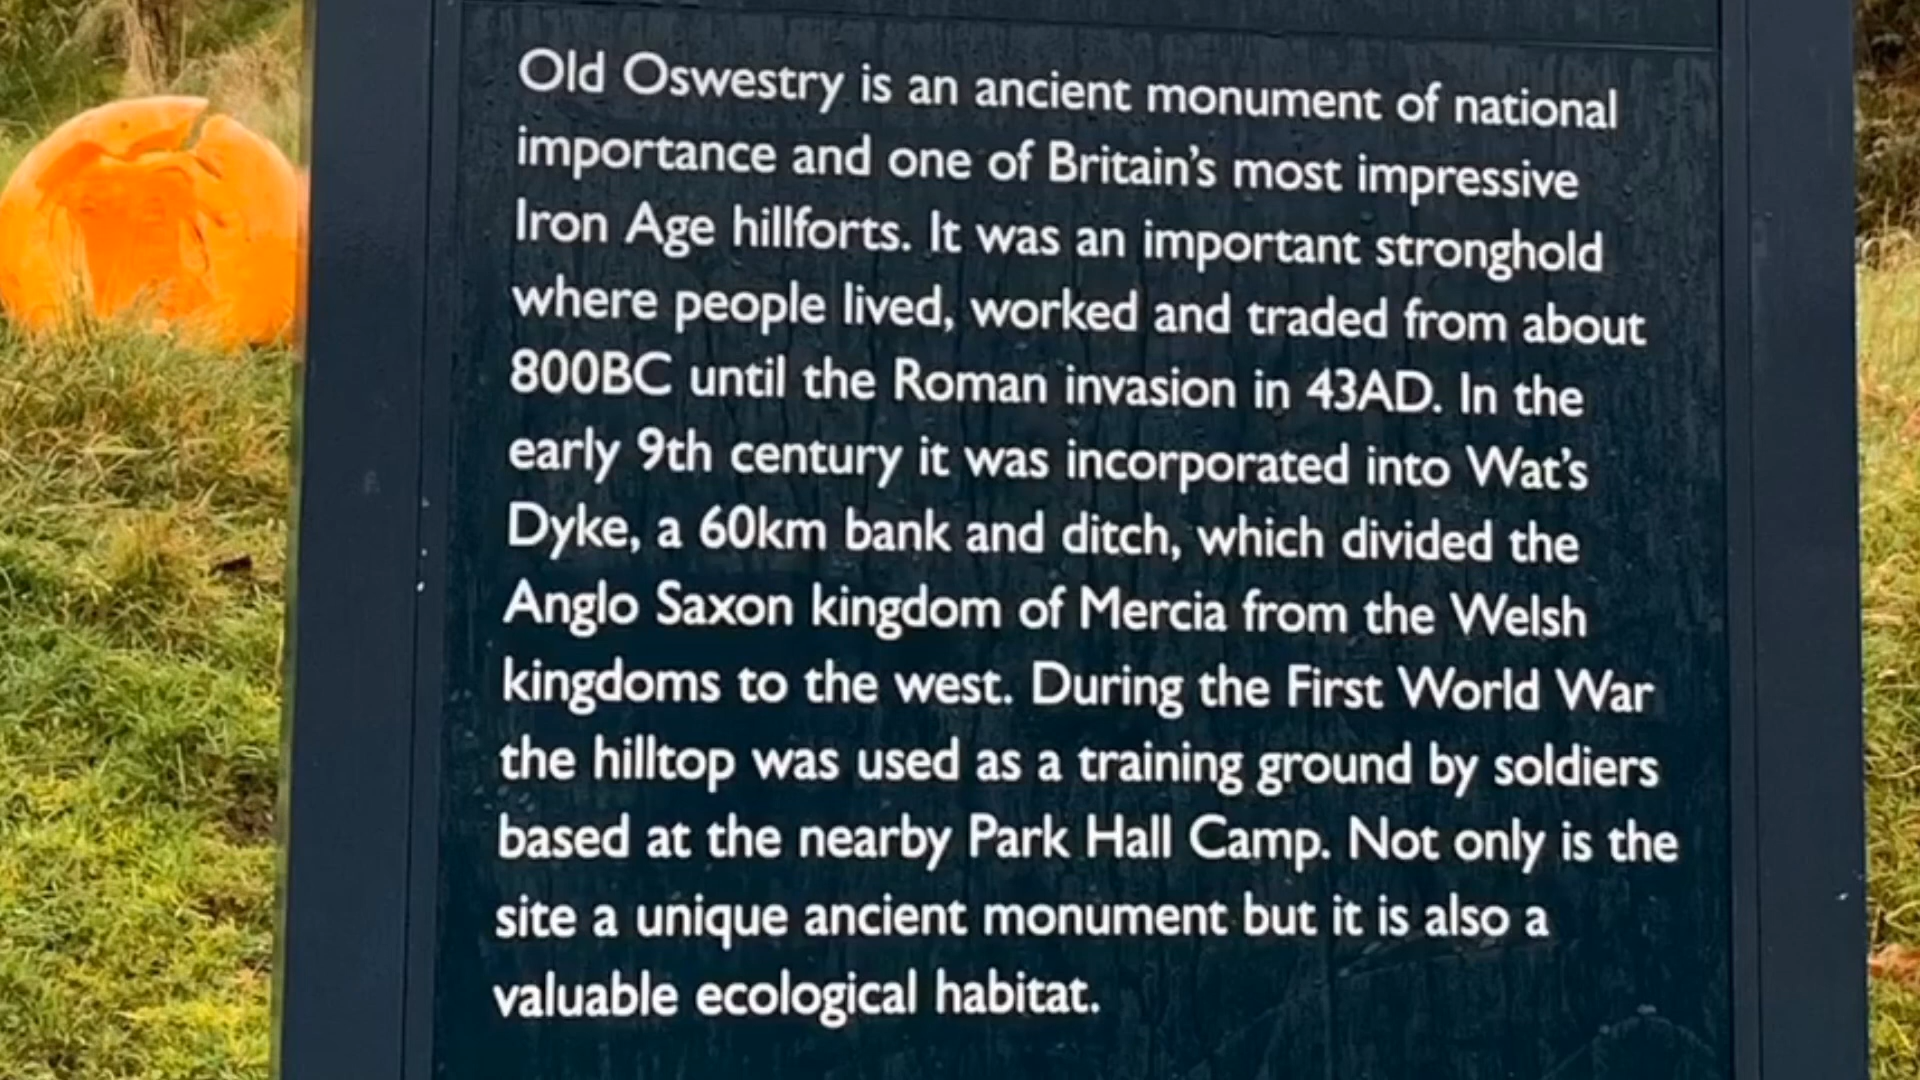 Old Oswestry is an ancient monument of national
importance and one of Britain's most impressive
Iron Age hillforts. It was an important stronghold
where people lived, worked and traded from about
800BC until the Roman invasion in 43AD. In the
early 9th century it was incorporated into Wat's
Dyke, a 60km bank and ditch, which divided the
Anglo Saxon kingdom of Mercia from the Welsh
kingdoms to the west. During the First World War
the hilltop was used as a training ground by soldiers
based at the nearby Park Hall Camp. Not only is the
site a unique ancient monument but it is also a
valuable ecological habitat.